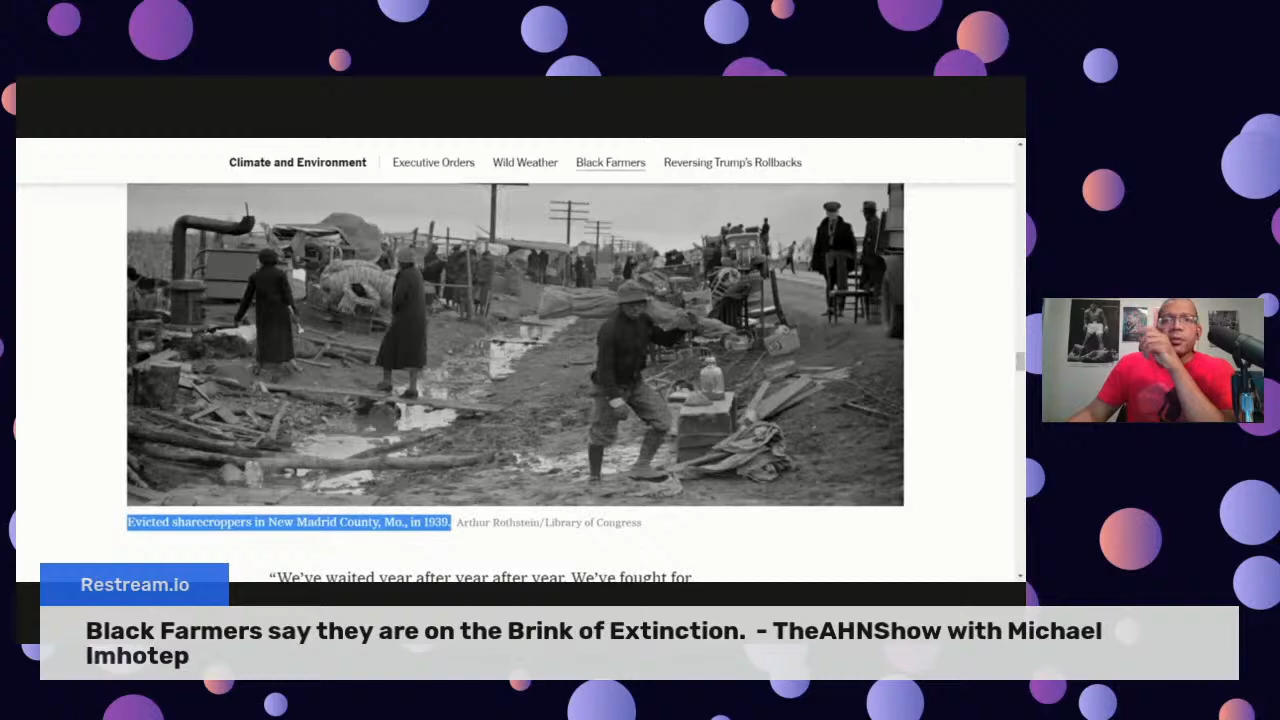 Climate and Environment Executive Orders Wild Weather Black Farmers Reversing Trump's Rollbacks
Evicted sharecroppers in New Madrid County, Mo., in 1939. Arthur Rothstein/Library of Congress
“We've waited year after year after year. We've fought for
Restream.io
Black Farmers say they are on the Brink of Extinction. - TheAHNShow with Michael
Imhotep